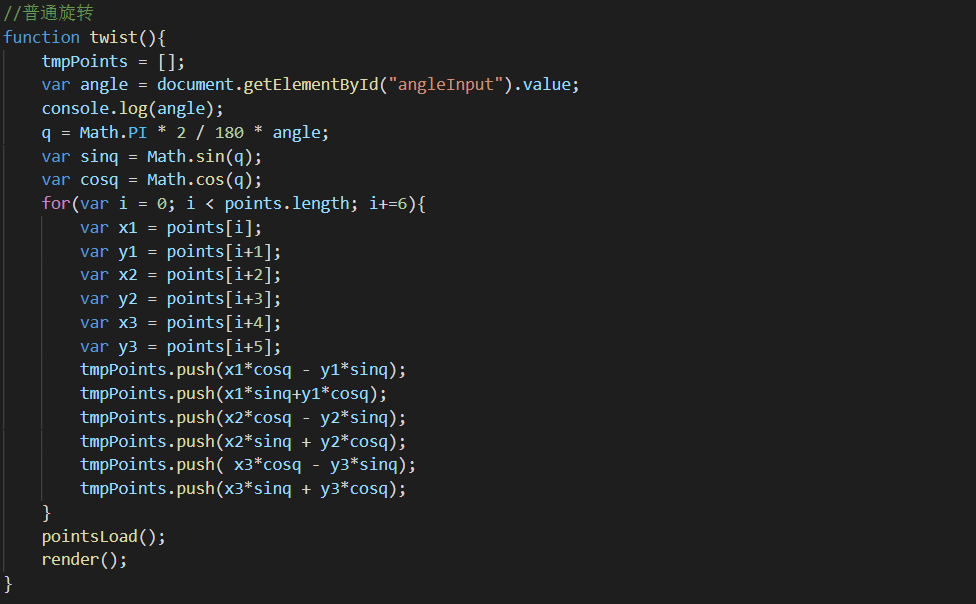 //普通旋转
function twist(){
    tmpPoints = [];
    var angle = document.getElementById("angleInput").value;
    console.log(angle);
    q = Math.PI * 2 / 180 * angle;
    var sinq = Math.sin(q);
    var cosq = Math.cos(q);
    for(var i = 0; i < points.length; i+=6){
        var x1 = points[i];
        var y1 = points[i+1];
        var x2 = points[i+2];
        var y2 = points[i+3];
        var x3 = points[i+4];
        var y3 = points[i+5];
        tmpPoints.push(x1*cosq - y1*sinq);
        tmpPoints.push(x1*sinq+y1*cosq);
        tmpPoints.push(x2*cosq - y2*sinq);
        tmpPoints.push(x2*sinq + y2*cosq);
        tmpPoints.push( x3*cosq - y3*sinq);
        tmpPoints.push(x3*sinq + y3*cosq);
    }
    pointsLoad();
    render();
}